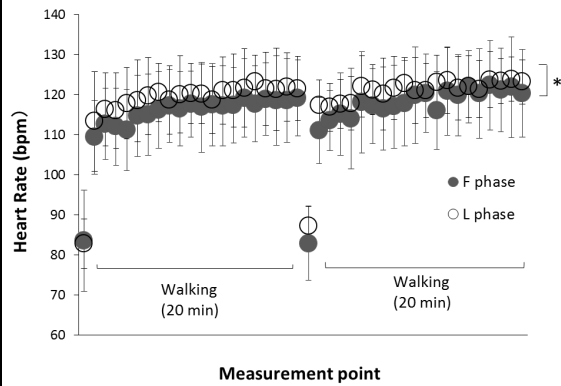 140
130
120
110
100
90
80
70
60
Heart Rate (bpm)
F phase
L phase
*
Walking
(20 min)
Walking
(20 min)
Measurement point